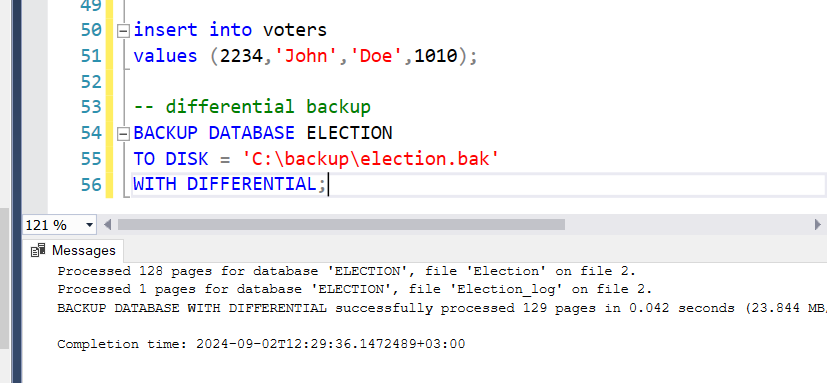 49
50 insert into voters
51 values (2234,'John','Doe',1010);
52
53 -- differential backup
54 BACKUP DATABASE ELECTION
55 TO DISK = 'C:\backup\election.bak'
56 WITH DIFFERENTIAL;
121 %
Messages
Processed 128 pages for database 'ELECTION', file 'Election' on file 2.
Processed 1 pages for database 'ELECTION', file 'Election_log' on file 2.
BACKUP DATABASE WITH DIFFERENTIAL successfully processed 129 pages in 0.042 seconds (23.844 MB/
Completion time: 2024-09-02T12:29:36.1472489+03:00